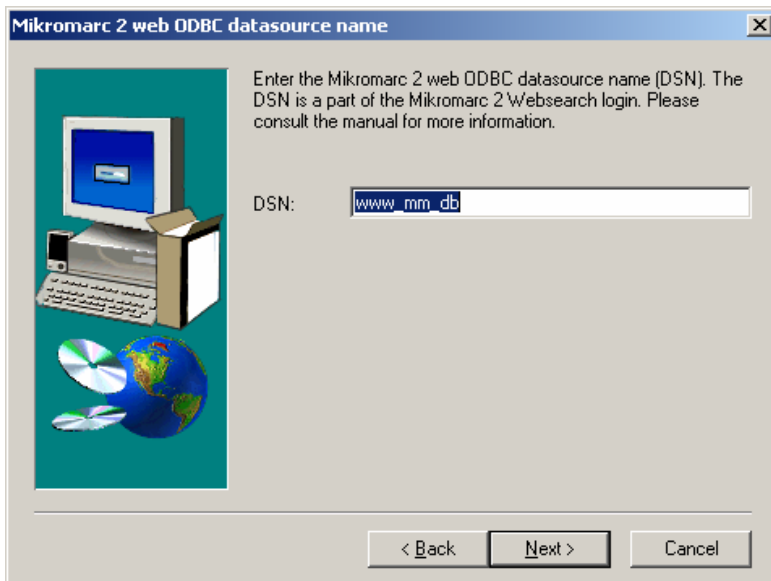 Mikromarc 2 web ODBC datasource name
Enter the Mikromarc 2 web ODBC datasource name (DSN). The
DSN is a part of the Mikromarc 2 Websearch login. Please
consult the manual for more information.
DSN: www_mm_db
< Back Next > Cancel